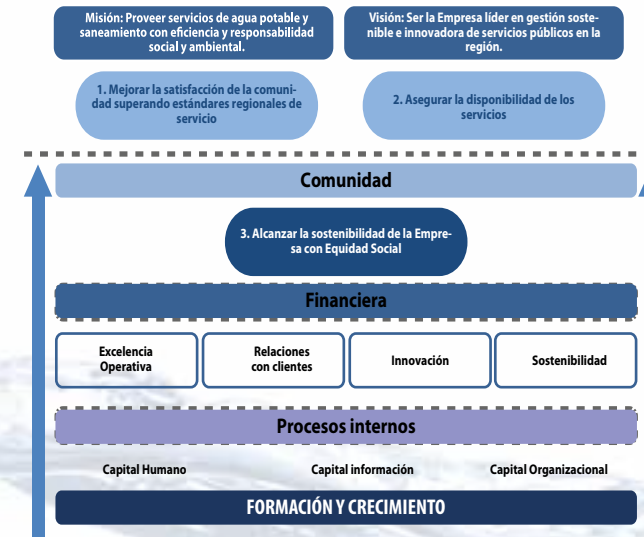 Misión: Proveer servicios de agua potable y
saneamiento con eficiencia y responsabilidad
social y ambiental.
Visión: Ser la Empresa líder en gestión soste-
nible e innovadora de servicios públicos en la
región.
1. Mejorar la satisfacción de la comuni-
dad superando estándares regionales de
servicio
2. Asegurar la disponibilidad de los
servicios
Comunidad
3. Alcanzar la sostenibilidad de la Empre-
sa con Equidad Social
Financiera
Excelencia
Operativa
Relaciones
con clientes
Innovación
Sostenibilidad
Procesos internos
Capital Humano
Capital información
Capital Organizacional
FORMACIÓN Y CRECIMIENTO